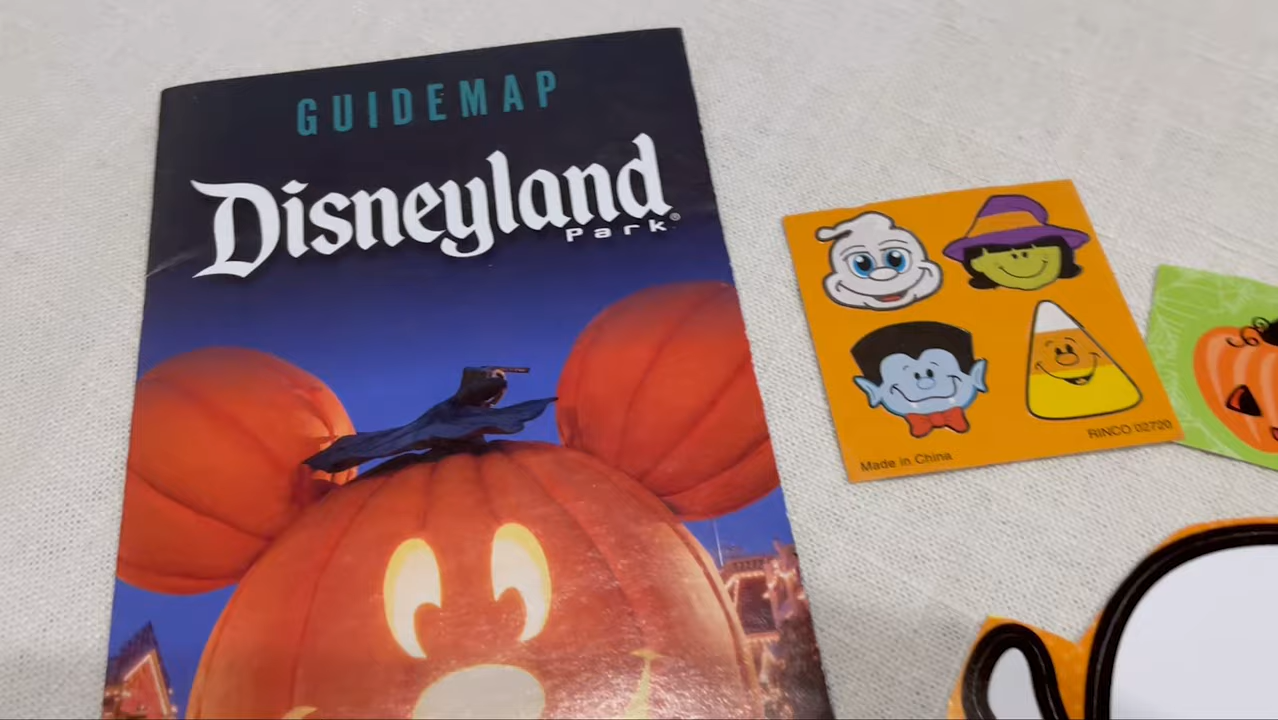 GUIDEMAP
Disneyland
Park®
RINCO 02720
Made in China